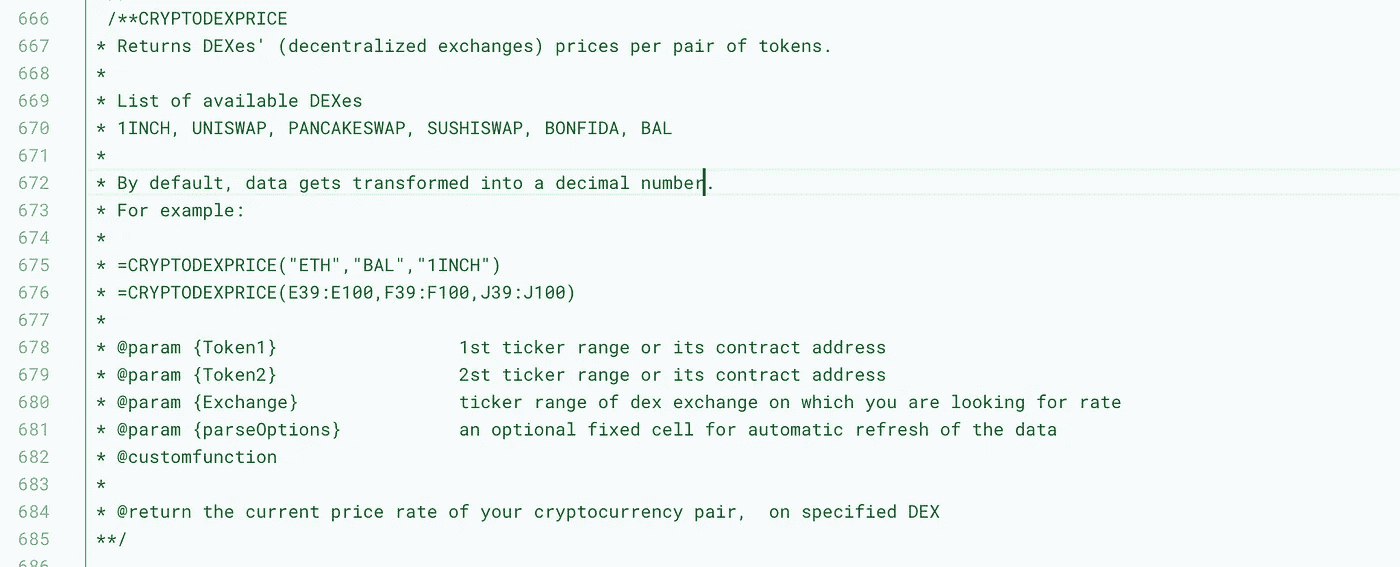 666 /**CRYPTODEXPRICE
667 * Returns DEXes' (decentralized exchanges) prices per pair of tokens.
668 *
669 * List of available DEXes
670 * 1INCH, UNISWAP, PANCAKESWAP, SUSHISWAP, BONFIDA, BAL
671 *
672 * By default, data gets transformed into a decimal number.
673 * For example:
674 *
675 * =CRYPTODEXPRICE("ETH","BAL","1INCH")
676 * =CRYPTODEXPRICE(E39:E100,F39:F100,J39:J100)
677 *
678 * @param {Token1} 1st ticker range or its contract address
679 * @param {Token2} 2st ticker range or its contract address
680 * @param {Exchange} ticker range of dex exchange on which you are looking for rate
681 * @param {parseOptions} an optional fixed cell for automatic refresh of the data
682 * @customfunction
683 *
684 * @return the current price rate of your cryptocurrency pair,  on specified DEX
685 **/
686